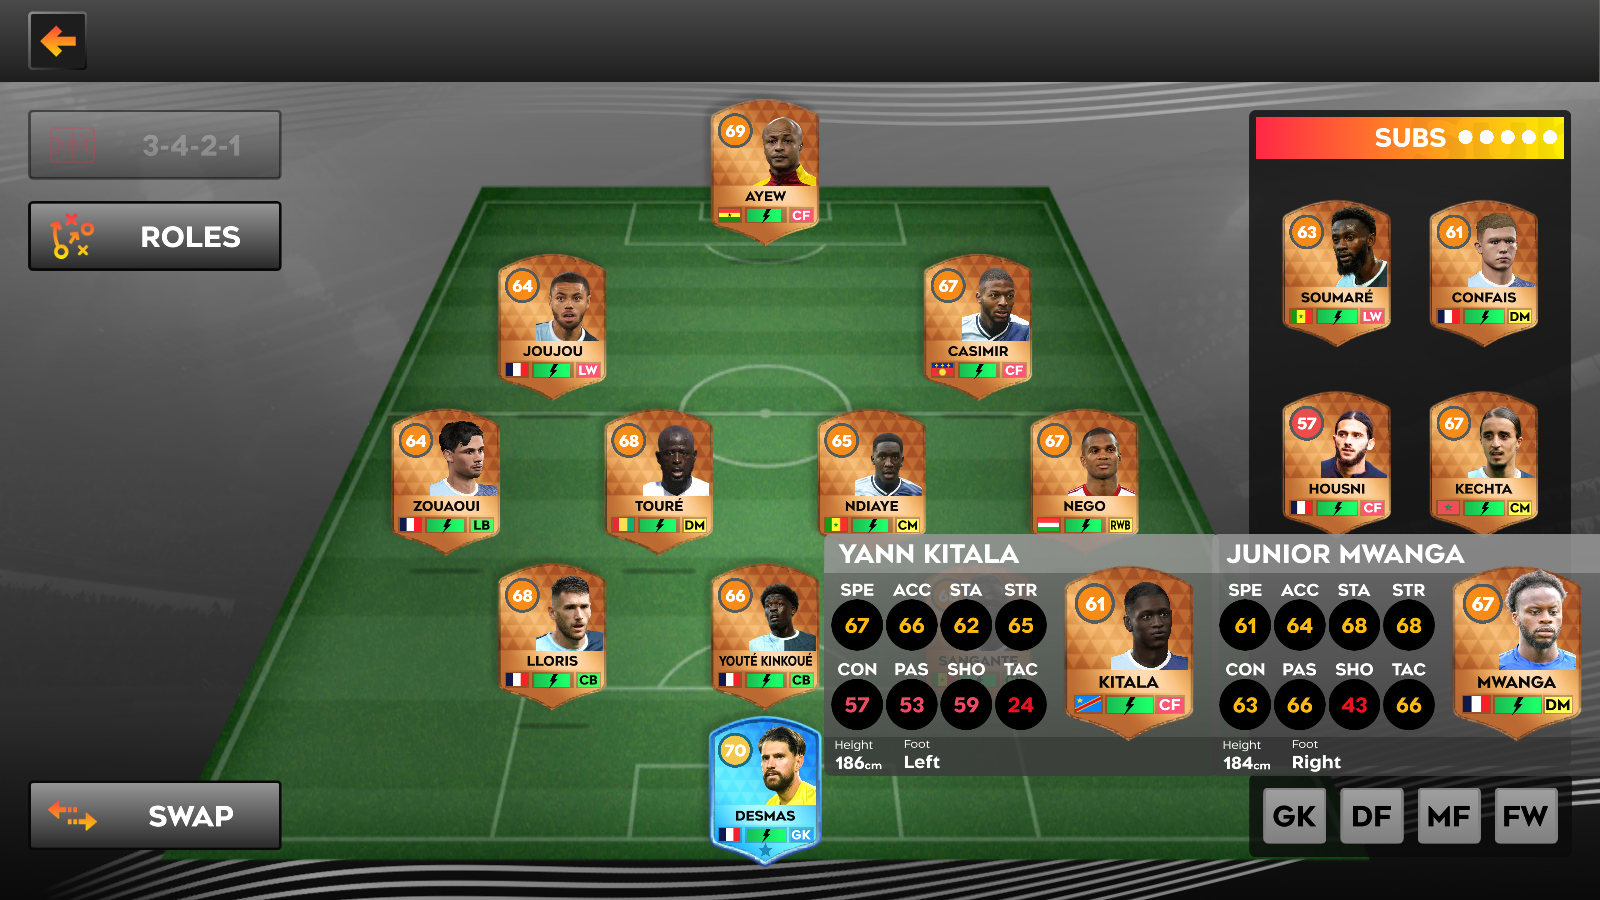 3-4-2-1
ROLES
SWAP
69
AYEW
CF
64
JOUJOU
LW
67
CASIMIR
CF
64
ZOUAOUI
LB
68
TOURÉ
DM
65
NDIAYE
CM
67
NEGO
RWB
68
LLORIS
CB
66
YOUTÉ KINKOUÉ
CB
SANGANTE
70
DESMAS
GK
SUBS
63
SOUMARÉ
LW
61
CONFAIS
DM
57
HOUSNI
CF
67
KECHTA
CM
YANN KITALA
SPE ACC STA STR
67 66 62 65
CON PAS SHO TAC
57 53 59 24
Height Foot
186cm Left
61
KITALA
CF
JUNIOR MWANGA
SPE ACC STA STR
61 64 68 68
CON PAS SHO TAC
63 66 43 66
Height Foot
184cm Right
67
MWANGA
DM
GK DF MF FW